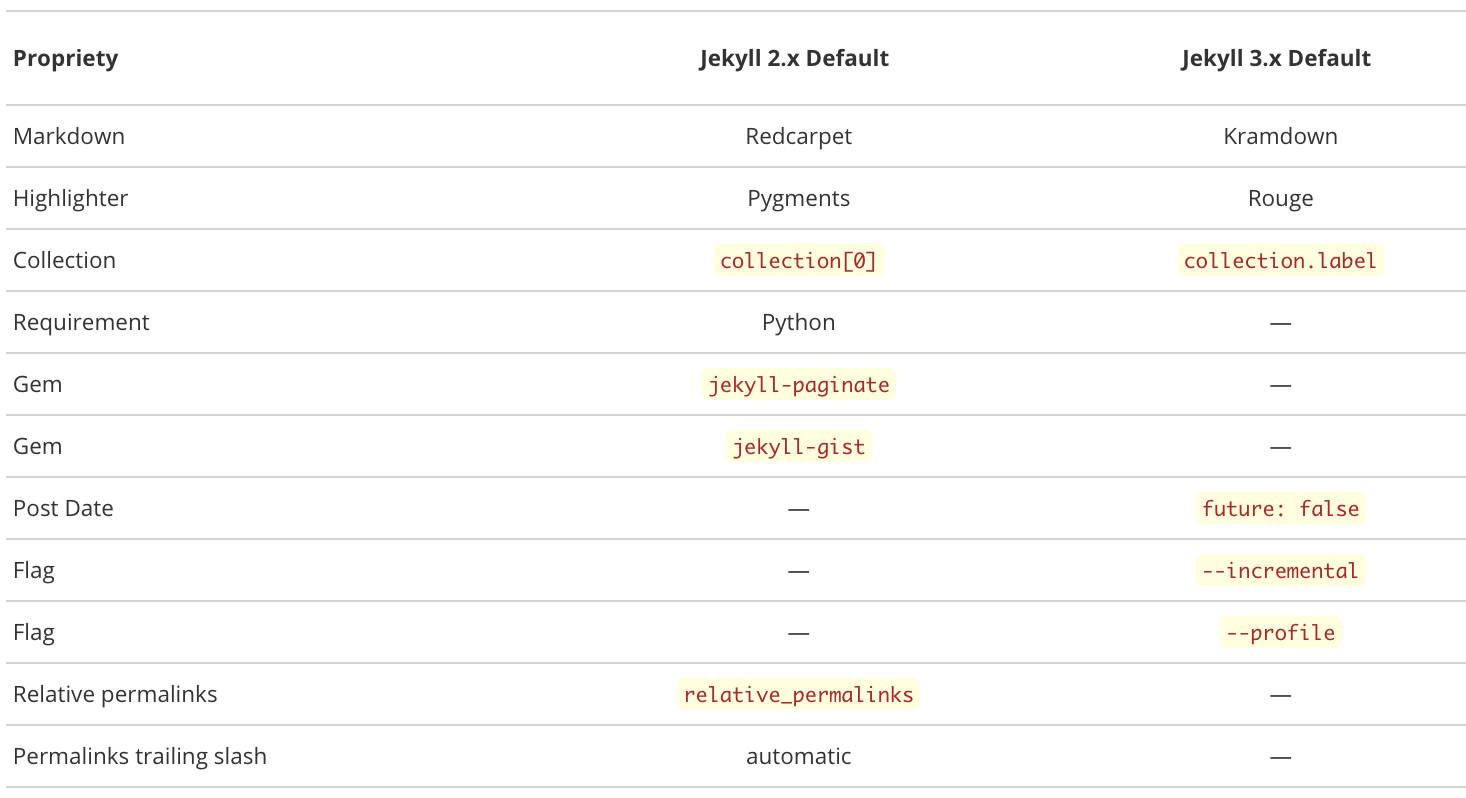 Propriety Jekyll 2.x Default Jekyll 3.x Default
Markdown Redcarpet Kramdown
Highlighter Pygments Rouge
Collection collection[0] collection.label
Requirement Python —
Gem jekyll-paginate —
Gem jekyll-gist —
Post Date — future: false
Flag — --incremental
Flag — --profile
Relative permalinks relative_permalinks —
Permalinks trailing slash automatic —